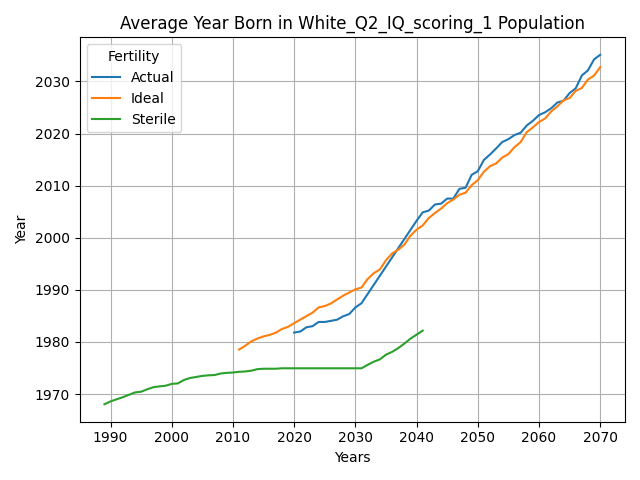 Average Year Born in White_Q2_IQ_scoring_1 Population
Fertility
Actual
Ideal
Sterile
Year
2030
2020
2010
2000
1990
1980
1970
1990 2000 2010 2020 2030 2040 2050 2060 2070
Years